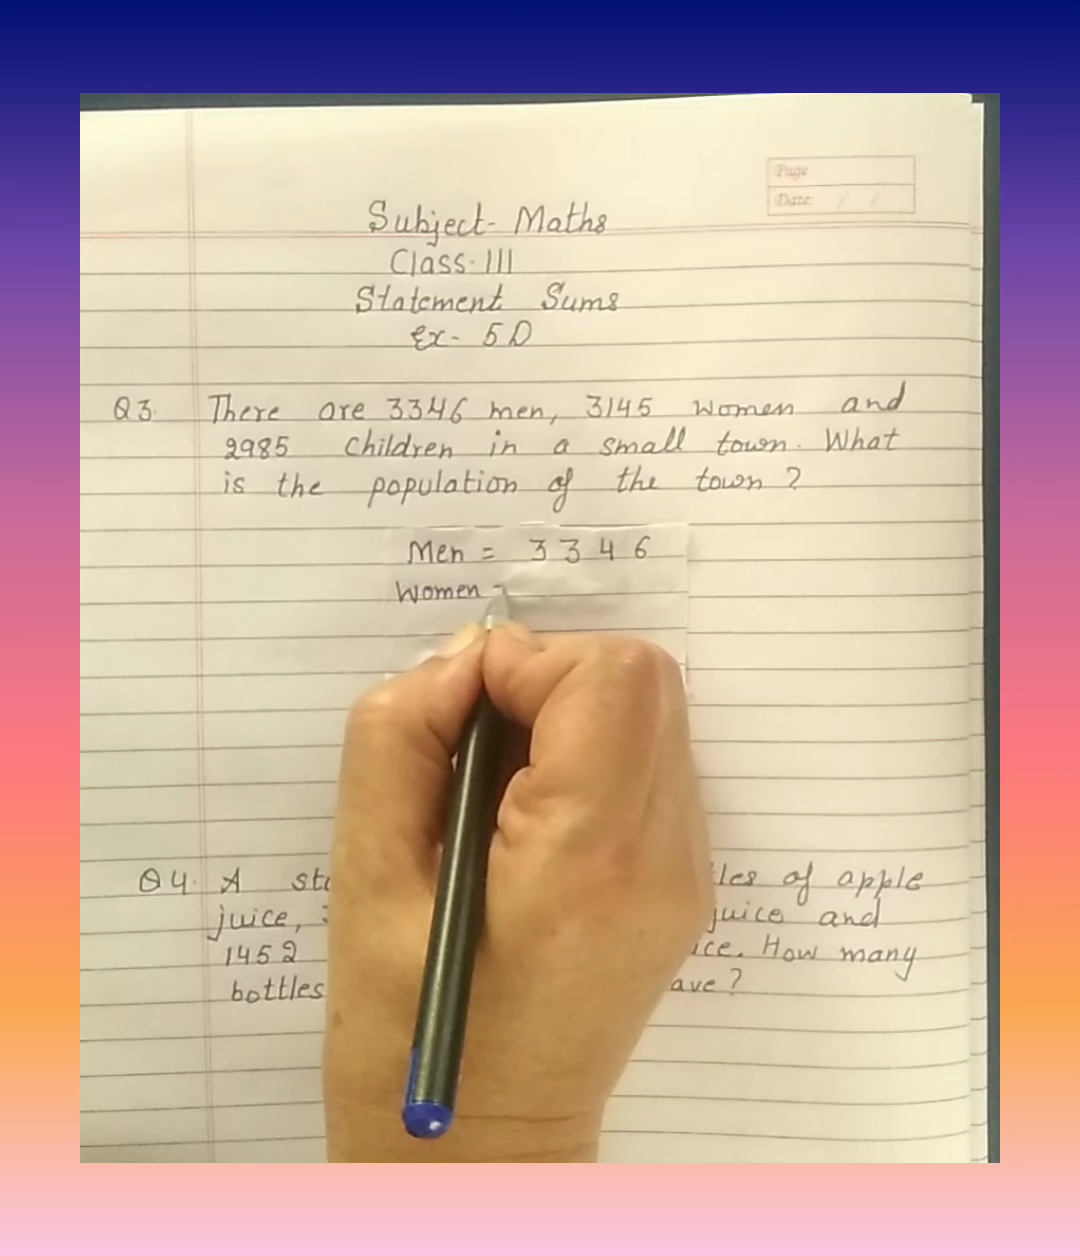 Page
Date / /
Subject- Maths
Class-III
Statement Sums
Ex- 5D
Q3. There are 3346 men, 3145 women and
2985 children in a small town. What
is the population of the town?
Men = 3346
Women -
Q4. A of apple
juice, juice and
1452 How many
bottles